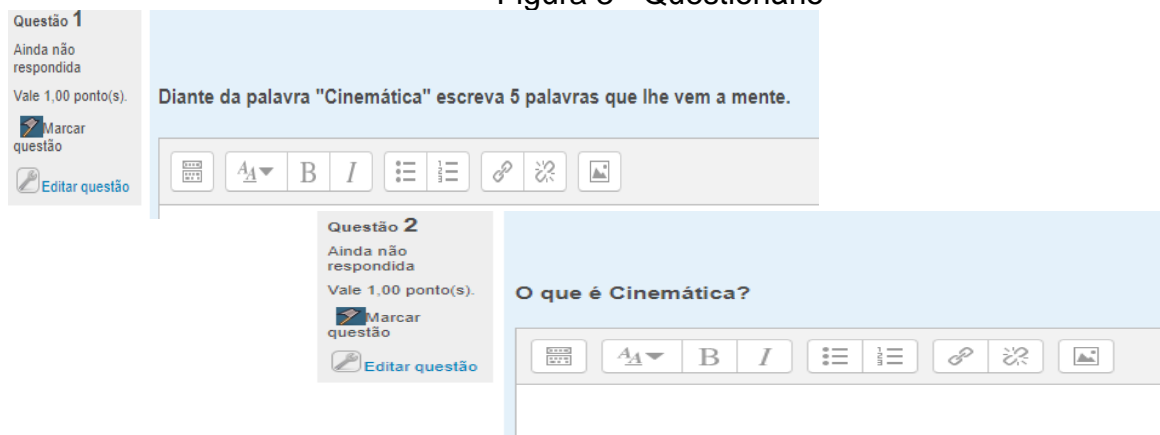 Questão 1
Ainda não
respondida
Vale 1,00 ponto(s).
Marcar
questão
Editar questão
Diante da palavra "Cinemática" escreva 5 palavras que lhe vem a mente.
Questão 2
Ainda não
respondida
Vale 1,00 ponto(s).
Marcar
questão
Editar questão
O que é Cinemática?